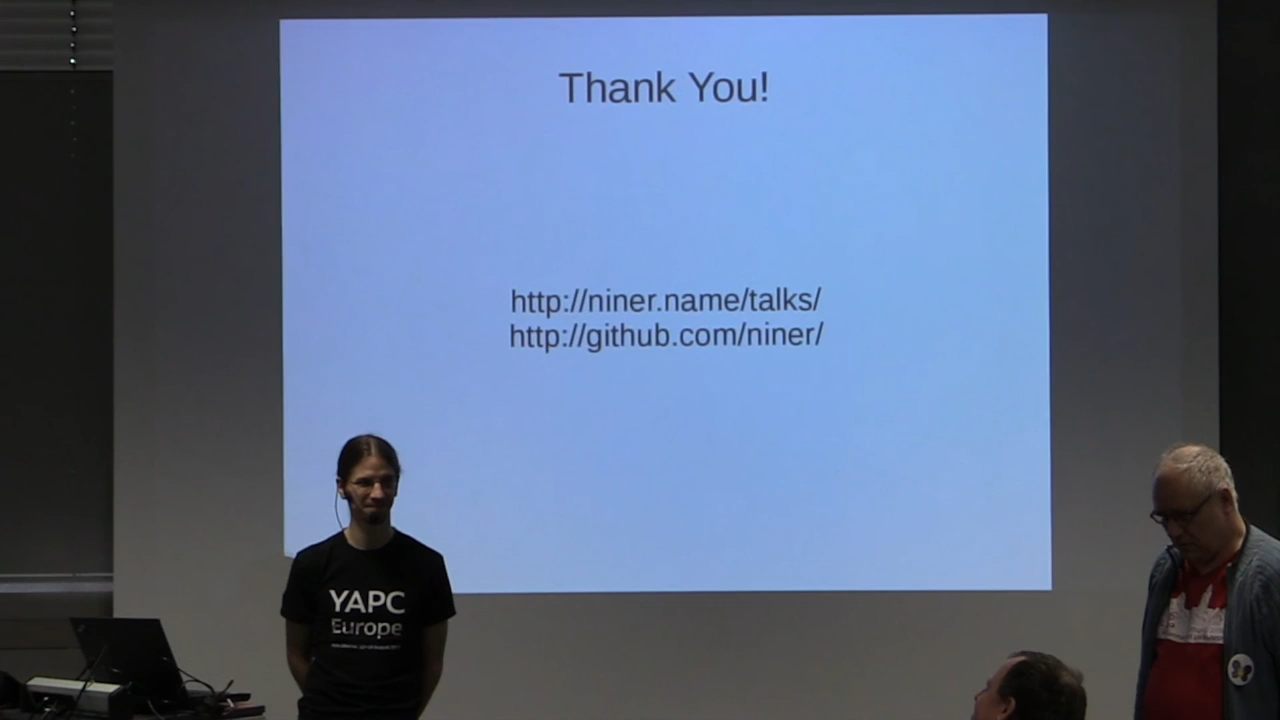 Thank You!
http://niner.name/talks/
http://github.com/niner/
YAPC
Europe